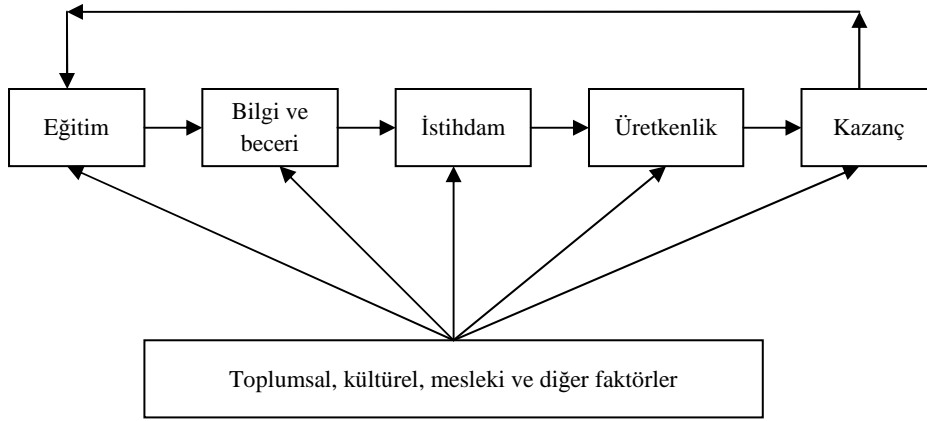 Eğitim
Bilgi ve
beceri
İstihdam
Üretkenlik
Kazanç
Toplumsal, kültürel, mesleki ve diğer faktörler